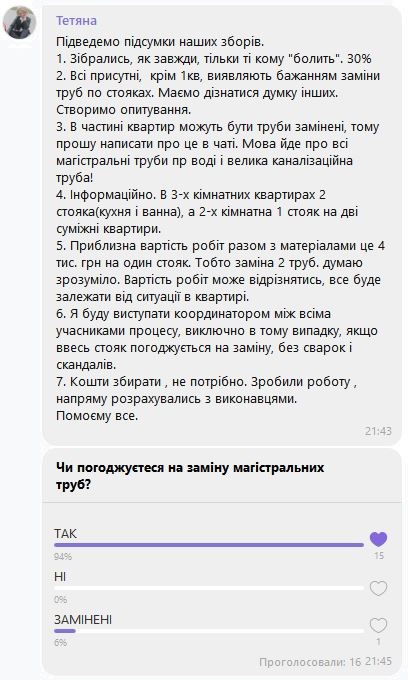 Тетяна
Підведемо підсумки наших зборів.
1. Зібрались, як завжди, тільки ті кому "болить". 30%
2. Всі присутні,  крім 1кв, виявляють бажанням заміни
труб по стояках. Маємо дізнатися думку інших.
Створимо опитування.
3. В частині квартир можуть бути труби замінені, тому
прошу написати про це в чаті. Мова йде про всі
магістральні труби пр воді і велика каналізаційна
труба!
4. Інформаційно. В 3-х кімнатних квартирах 2
стояка(кухня і ванна), а 2-х кімнатна 1 стояк на дві
суміжні квартири.
5. Приблизна вартість робіт разом з матеріалами це 4
тис. грн на один стояк. Тобто заміна 2 труб. думаю
зрозуміло. Вартість робіт може відрізнятись, все буде
залежати від ситуації в квартирі.
6. Я буду виступати координатором між всіма
учасниками процесу, виключно в тому випадку, якщо
ввесь стояк погоджується на заміну, без сварок і
скандалів.
7. Кошти збирати , не потрібно. Зробили роботу ,
напряму розрахувались з виконавцями.
Помоєму все.
21:43
Чи погоджуєтеся на заміну магістральних
труб?
ТАК
94% 15
НІ
0%
ЗАМІНЕНІ
6% 1
Проголосували: 16 21:45